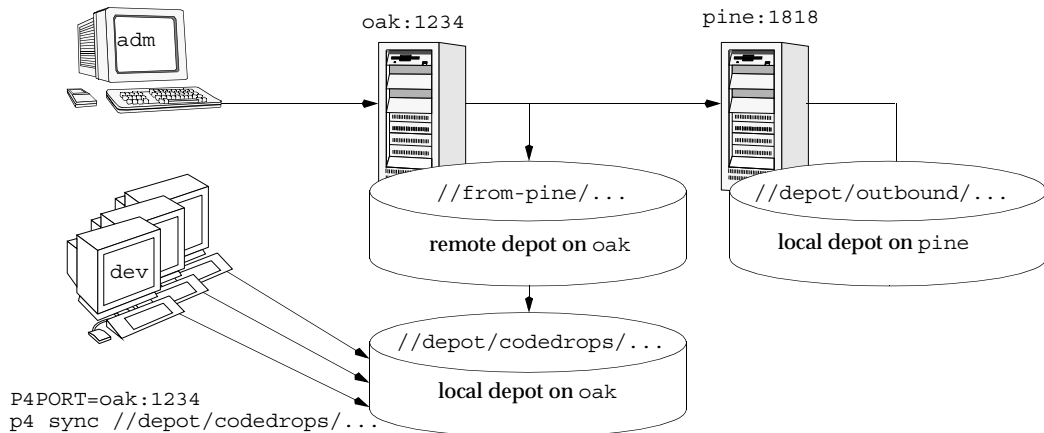 oak:1234
pine:1818
adm
//from-pine/...
remote depot on oak
//depot/outbound/...
local depot on pine
dev
//depot/codedrops/...
local depot on oak
P4PORT=oak:1234
p4 sync //depot/codedrops/...